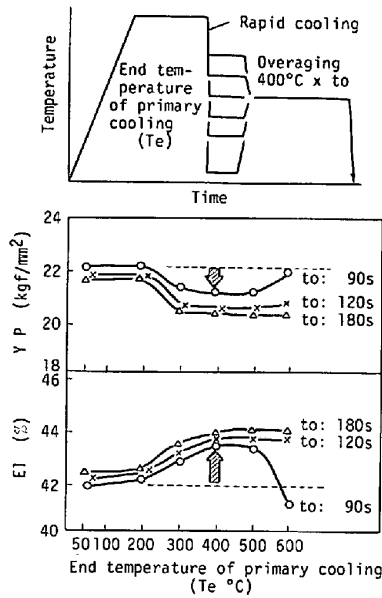 Rapid cooling
Overaging
400°C x to
End tem-
perature
of primary
cooling
(Te)
Temperature
Time
24
22
20
18
Y P (kgf/mm²)
to: 90s
to: 120s
to: 180s
46
44
42
40
El (%)
to: 180s
to: 120s
to: 90s
50 100 200 300 400 500 600
End temperature of primary cooling
(Te °C)